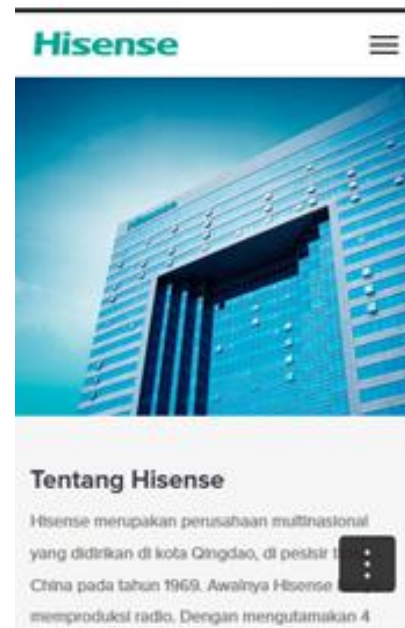 Hisense
Hisense
Tentang Hisense
Hisense merupakan perusahaan multinasional
yang didirikan di kota Qingdao, di pesisir
China pada tahun 1969. Awalnya Hisense
memproduksi radio. Dengan mengutamakan 4